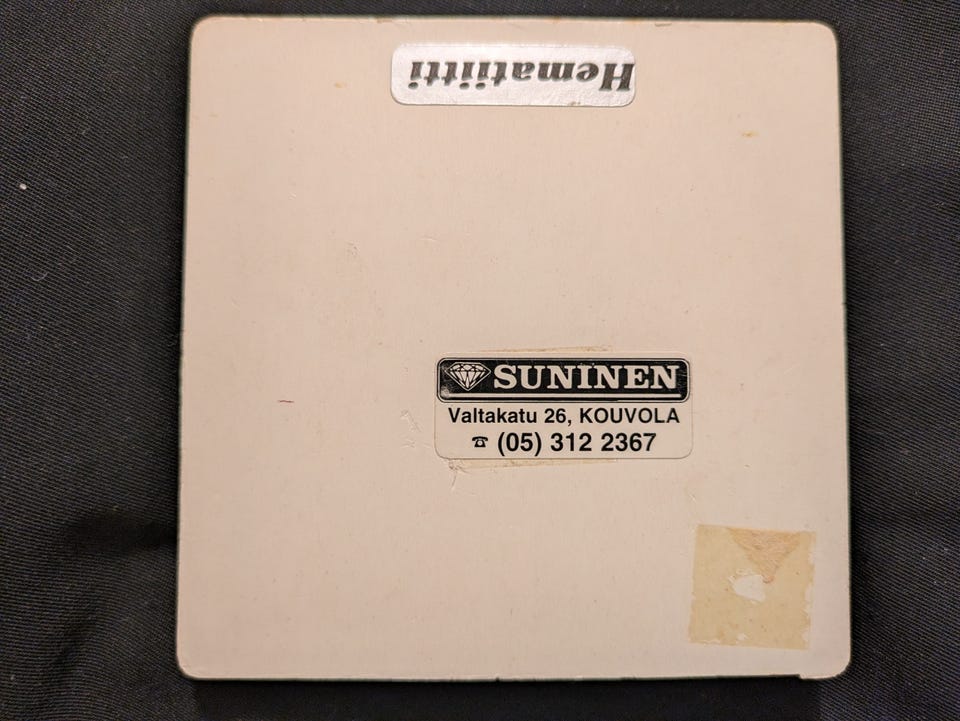 Hematiitti
SUNINEN
Valtakatu 26, KOUVOLA
☎ (05) 312 2367